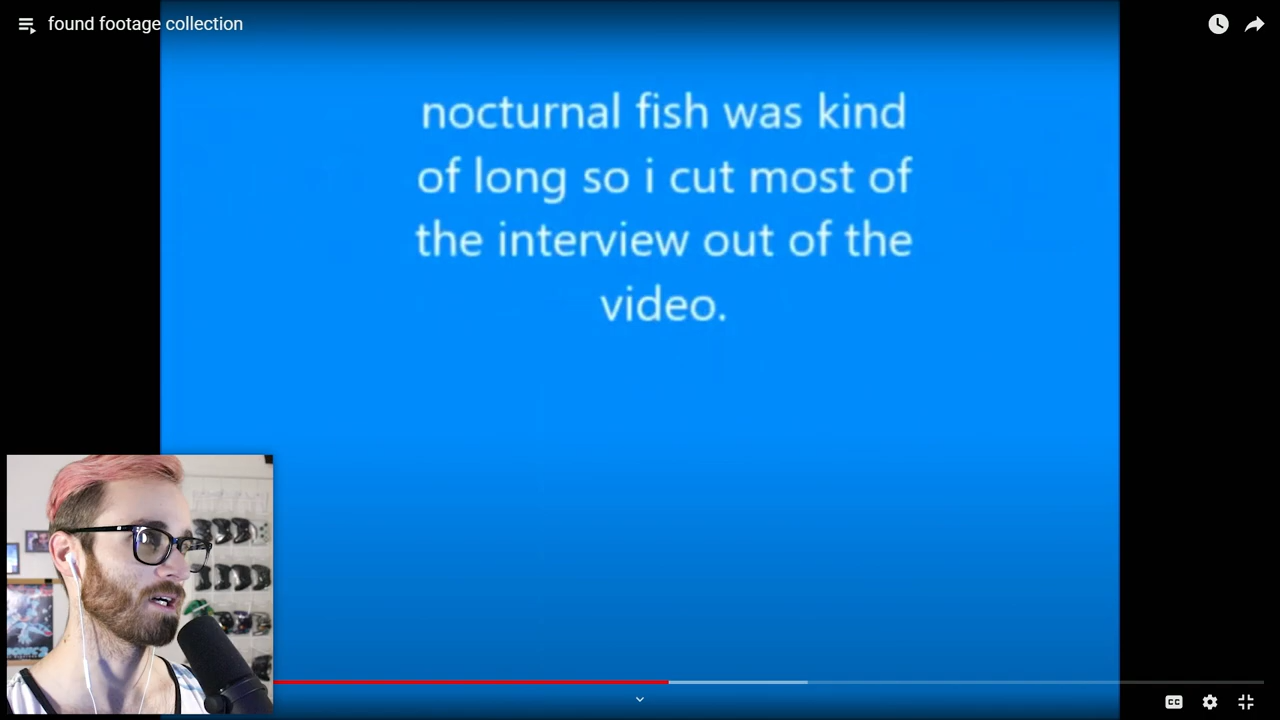 found footage collection
nocturnal fish was kind
of long so i cut most of
the interview out of the
video.
CC